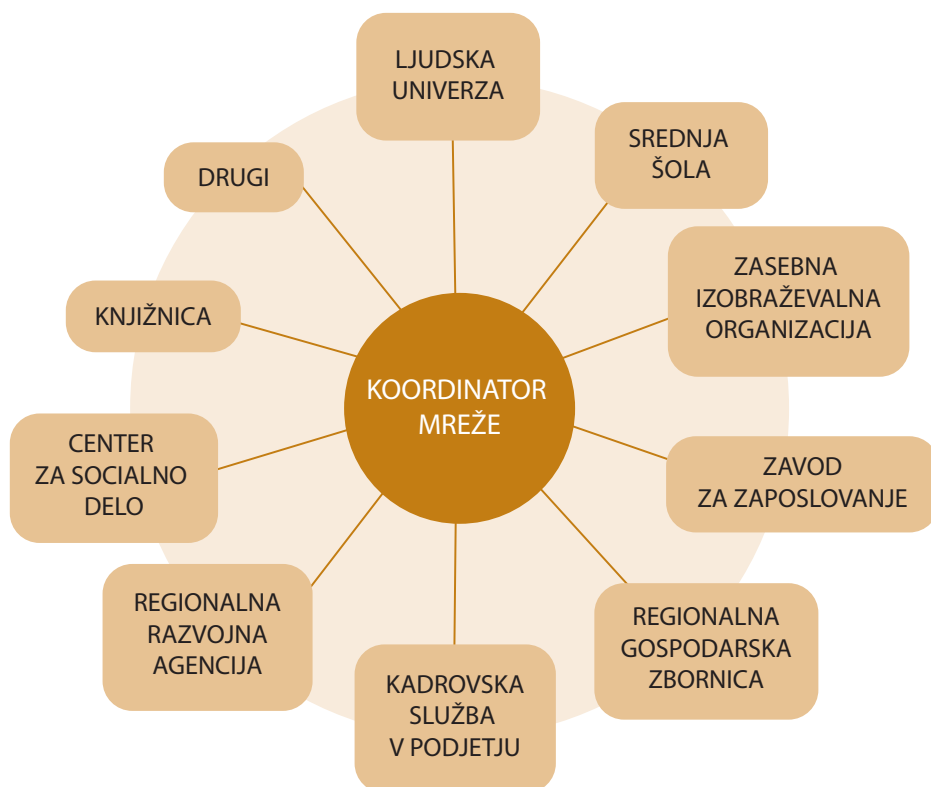 LJUDSKA
UNIVERZA
SREDNJA
ŠOLA
DRUGI
ZASEBNA
IZOBRAŽEVALNA
ORGANIZACIJA
KNJIŽNICA
KOORDINATOR
MREŽE
CENTER
ZA SOCIALNO
DELO
ZAVOD
ZA ZAPOSLOVANJE
REGIONALNA
RAZVOJNA
AGENCIJA
REGIONALNA
GOSPODARSKA
ZBORNICA
KADROVSKA
SLUŽBA
V PODJETJU